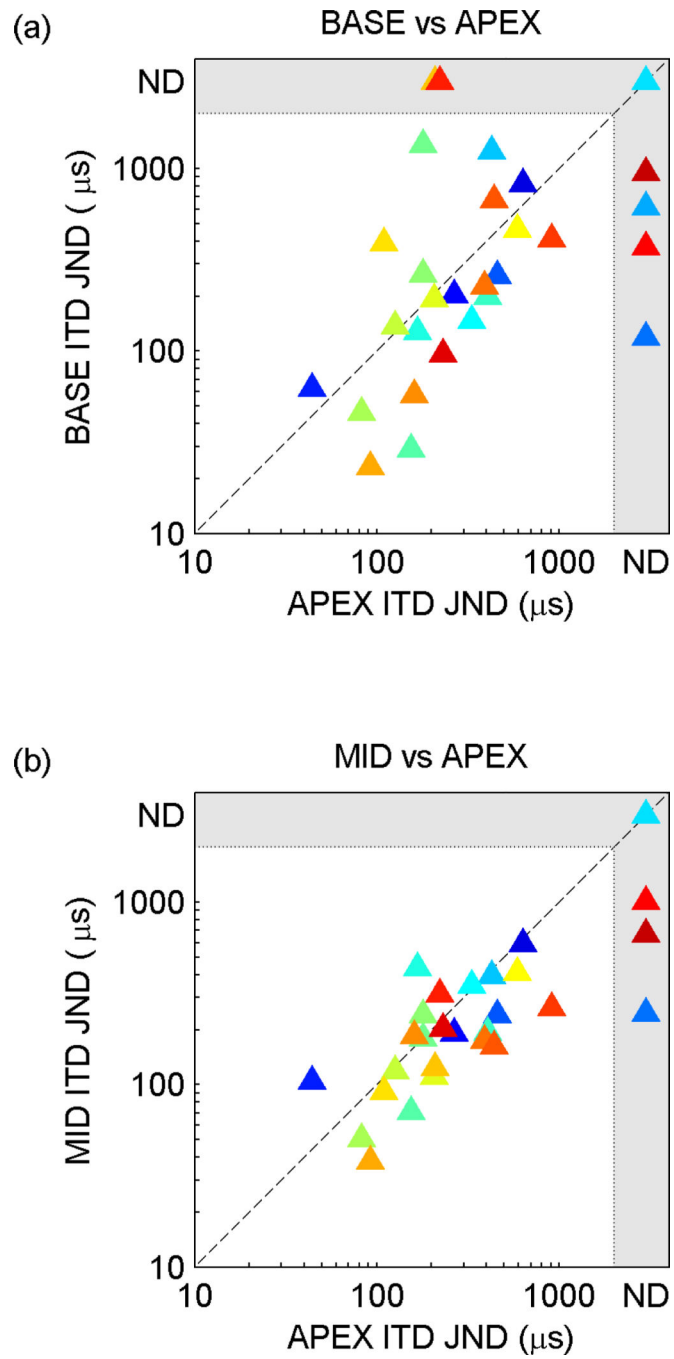 (a)
BASE vs APEX
ND
1000
100
10
BASE ITD JND ( μs)
10 100 1000 ND
APEX ITD JND (μs)
(b)
MID vs APEX
ND
1000
100
10
MID ITD JND ( μs)
10 100 1000 ND
APEX ITD JND (μs)